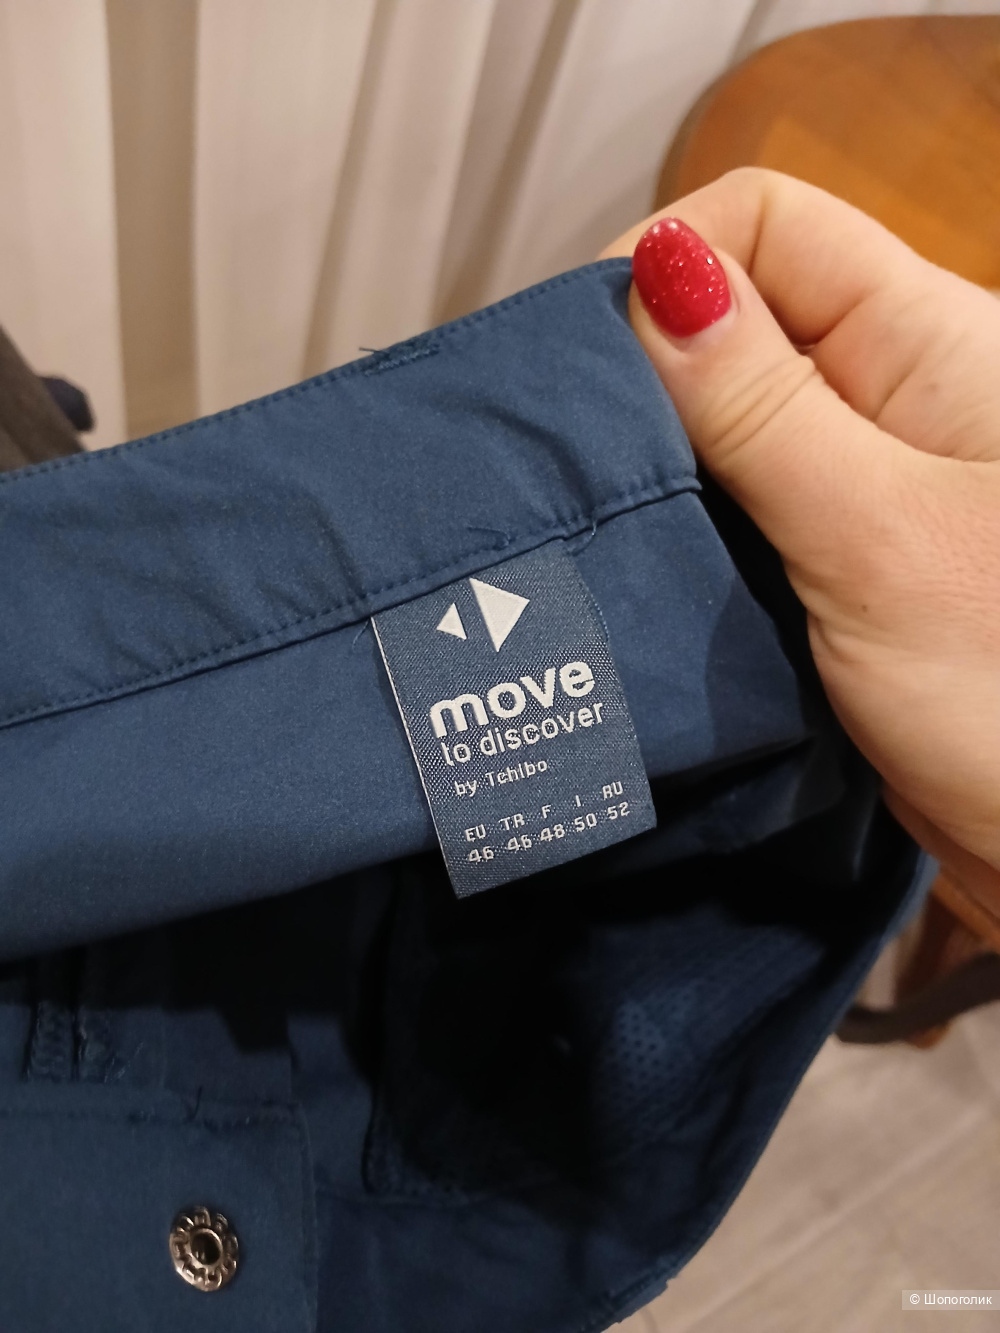 move
to discover
by Tchibo
EU TR F I RU
46 46 48 50 52
© Шопоголик